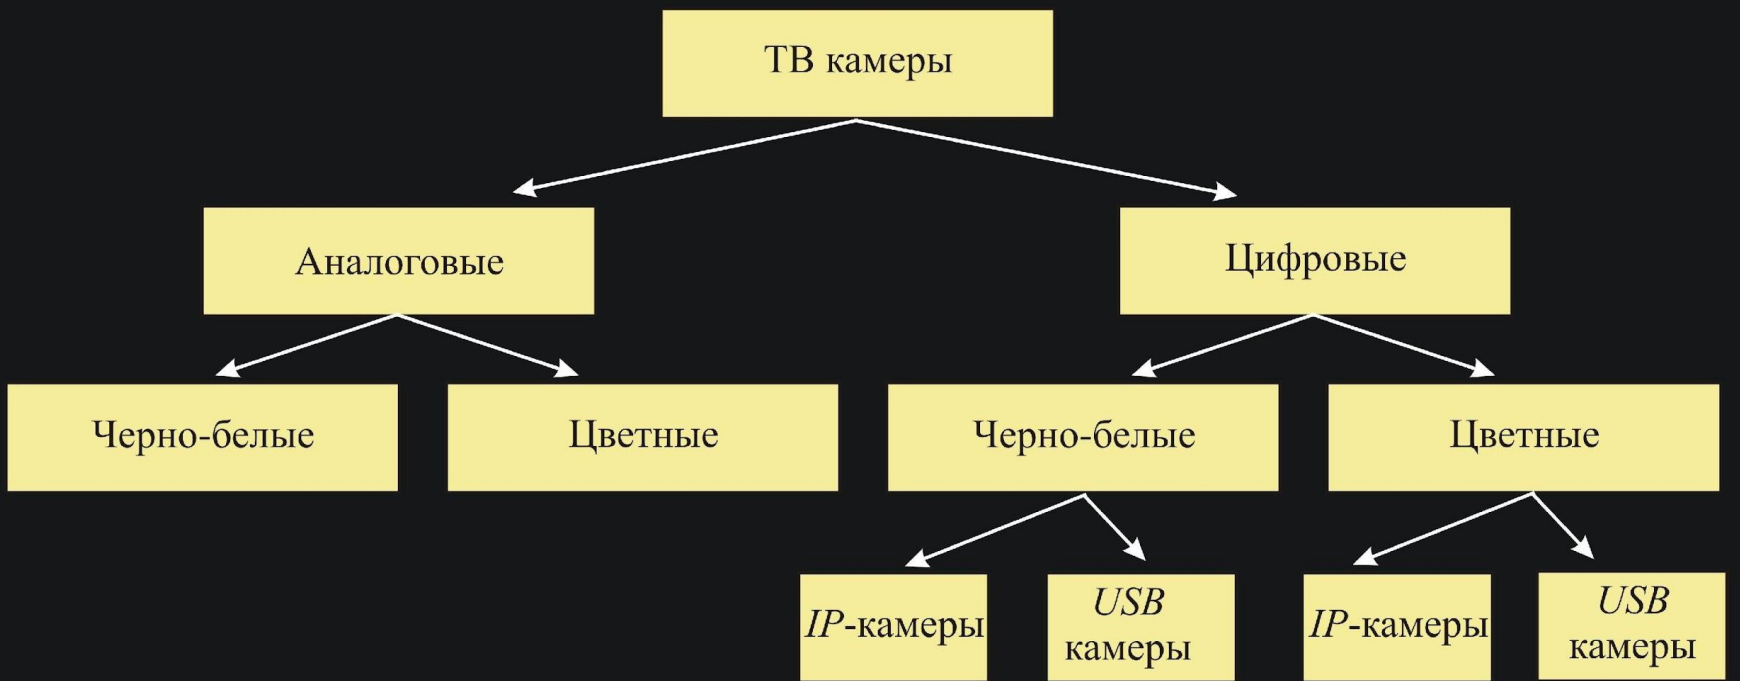 ТВ камеры
Аналоговые
Цифровые
Черно-белые
Цветные
Черно-белые
Цветные
IP-камеры
USB
камеры
IP-камеры
USB
камеры